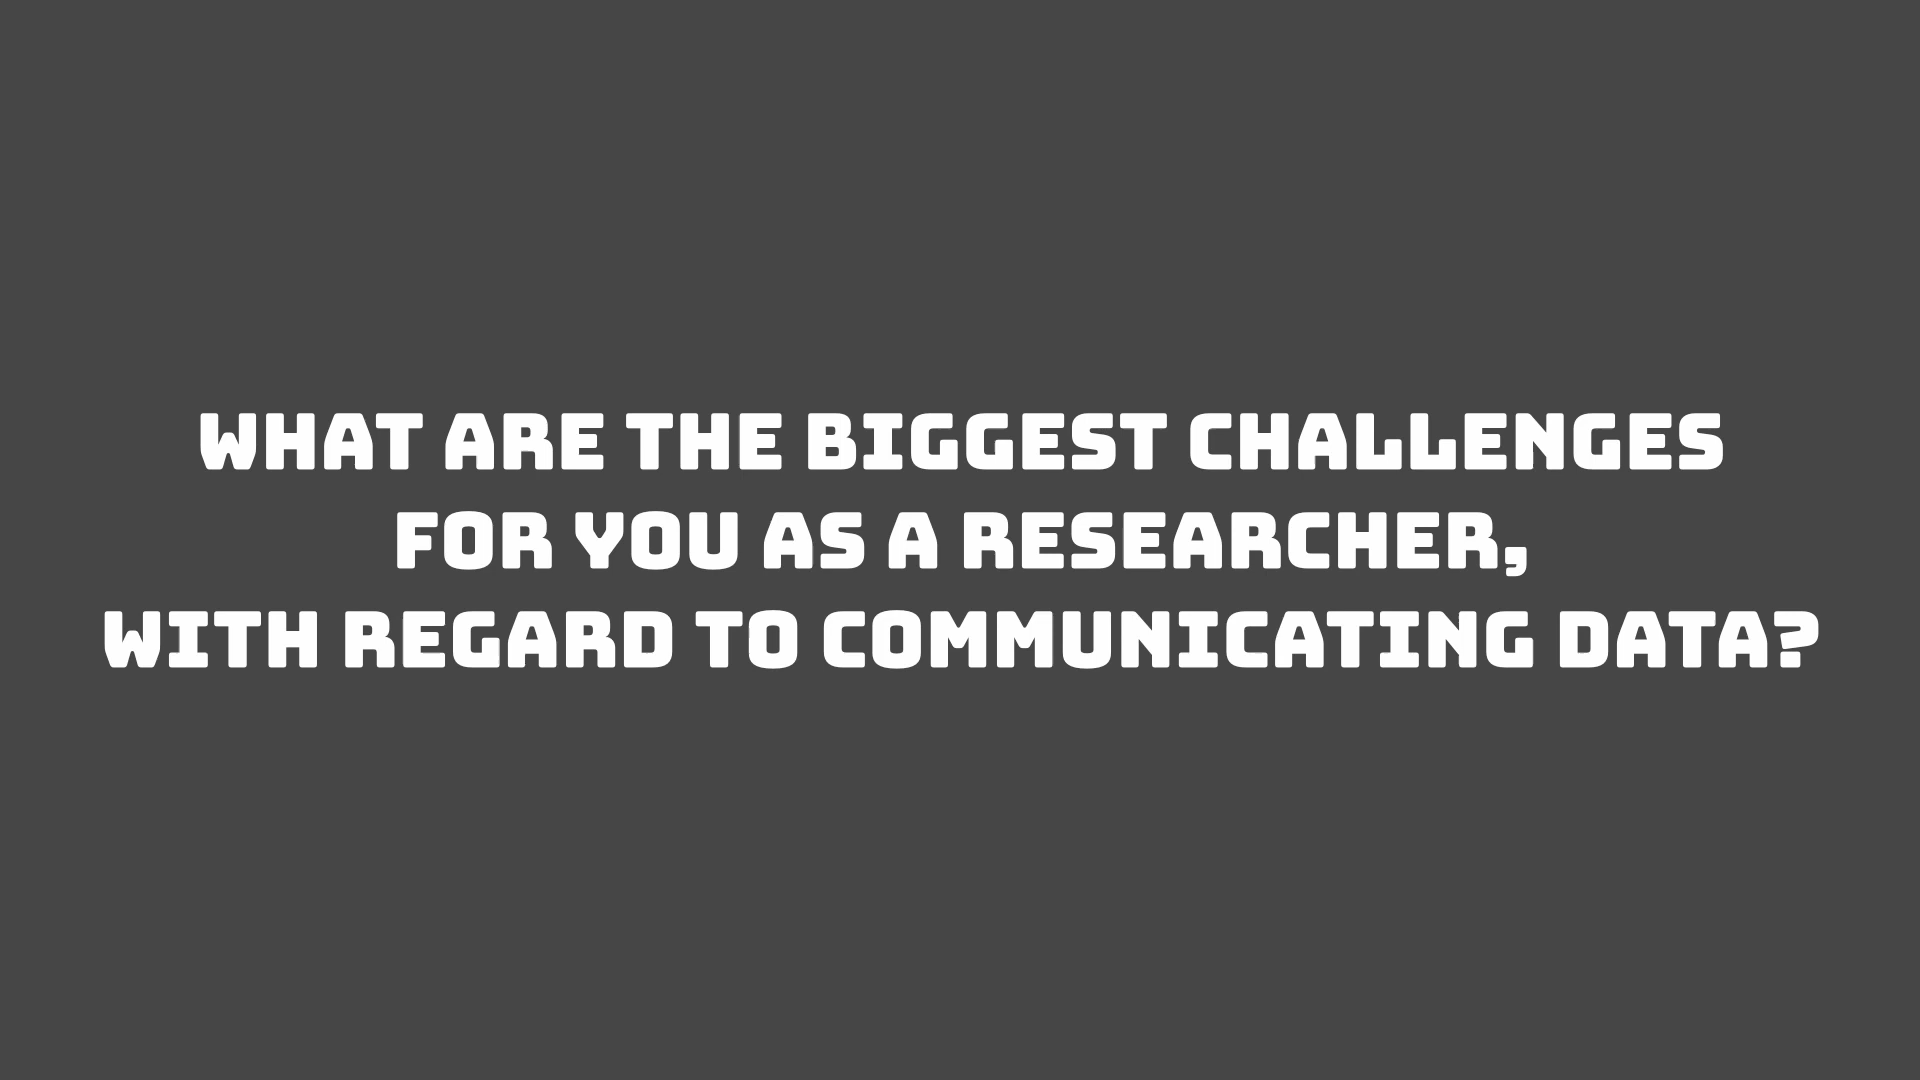 WHAT ARE THE BIGGEST CHALLENGES
FOR YOU AS A RESEARCHER,
WITH REGARD TO COMMUNICATING DATA?